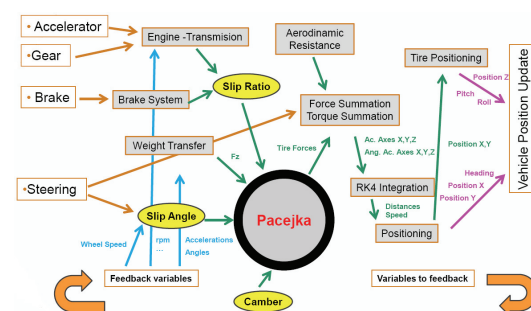 • Accelerator
•Gear
• Brake
•Steering
Engine -Transmision
Brake System
Weight Transfer
Slip Ratio
Slip Angle
Aerodinamic
Resistance
Force Summation
Torque Summation
Fz
Tire Forces
Ac. Axes X,Y,Z
Ang. Ac. Axes X,Y,Z
RK4 Integration
Distances
Speed
Positioning
Pacejka
Camber
Wheel Speed
rpm
...
Accelerations
Angles
Feedback variables
Variables to feedback
Tire Positioning
Position Z
Pitch
Roll
Position X,Y
Heading
Position X
Position Y
Vehicle Position Update